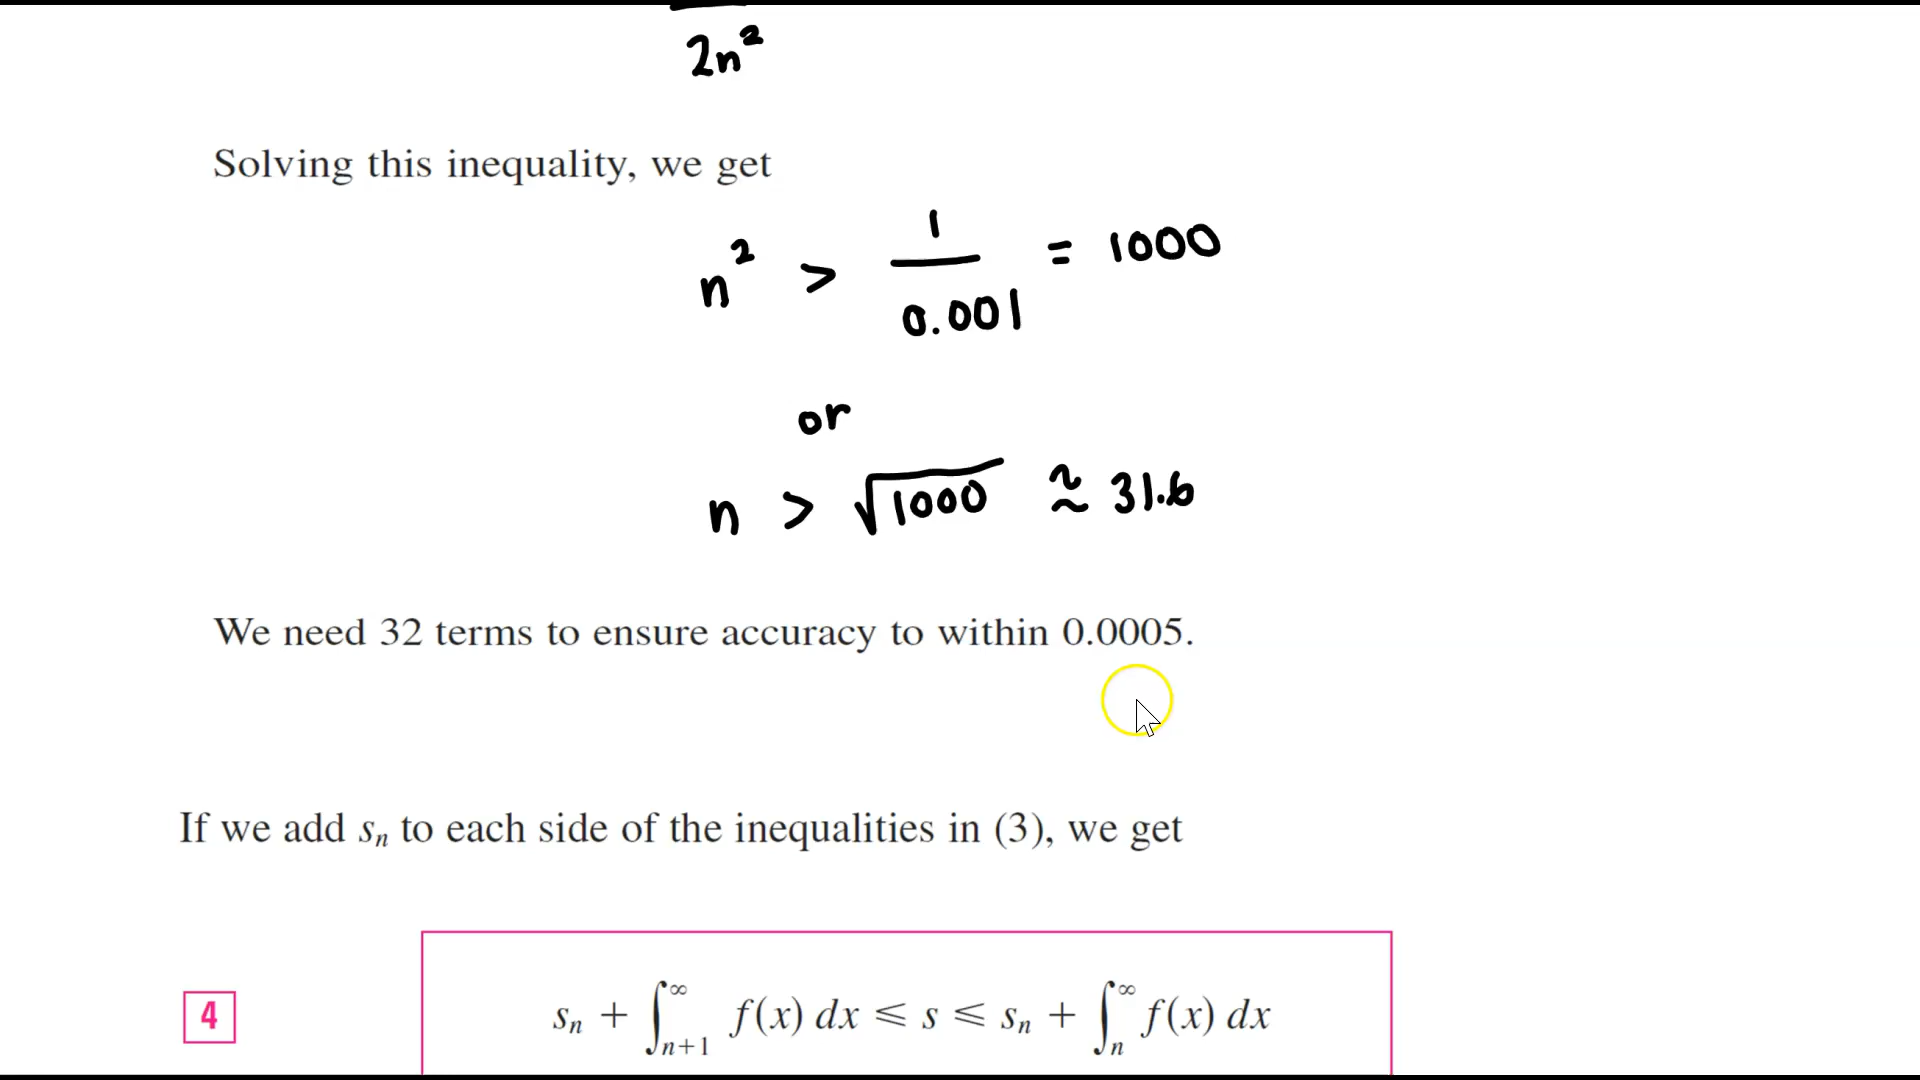 2n²
Solving this inequality, we get
n² > 1/0.001 = 1000
or
n > √1000 ≈ 31.6
We need 32 terms to ensure accuracy to within 0.0005.
If we add sₙ to each side of the inequalities in (3), we get
4 sₙ + ∫ₙ₊₁^∞ f(x) dx ⩽ s ⩽ sₙ + ∫ₙ^∞ f(x) dx